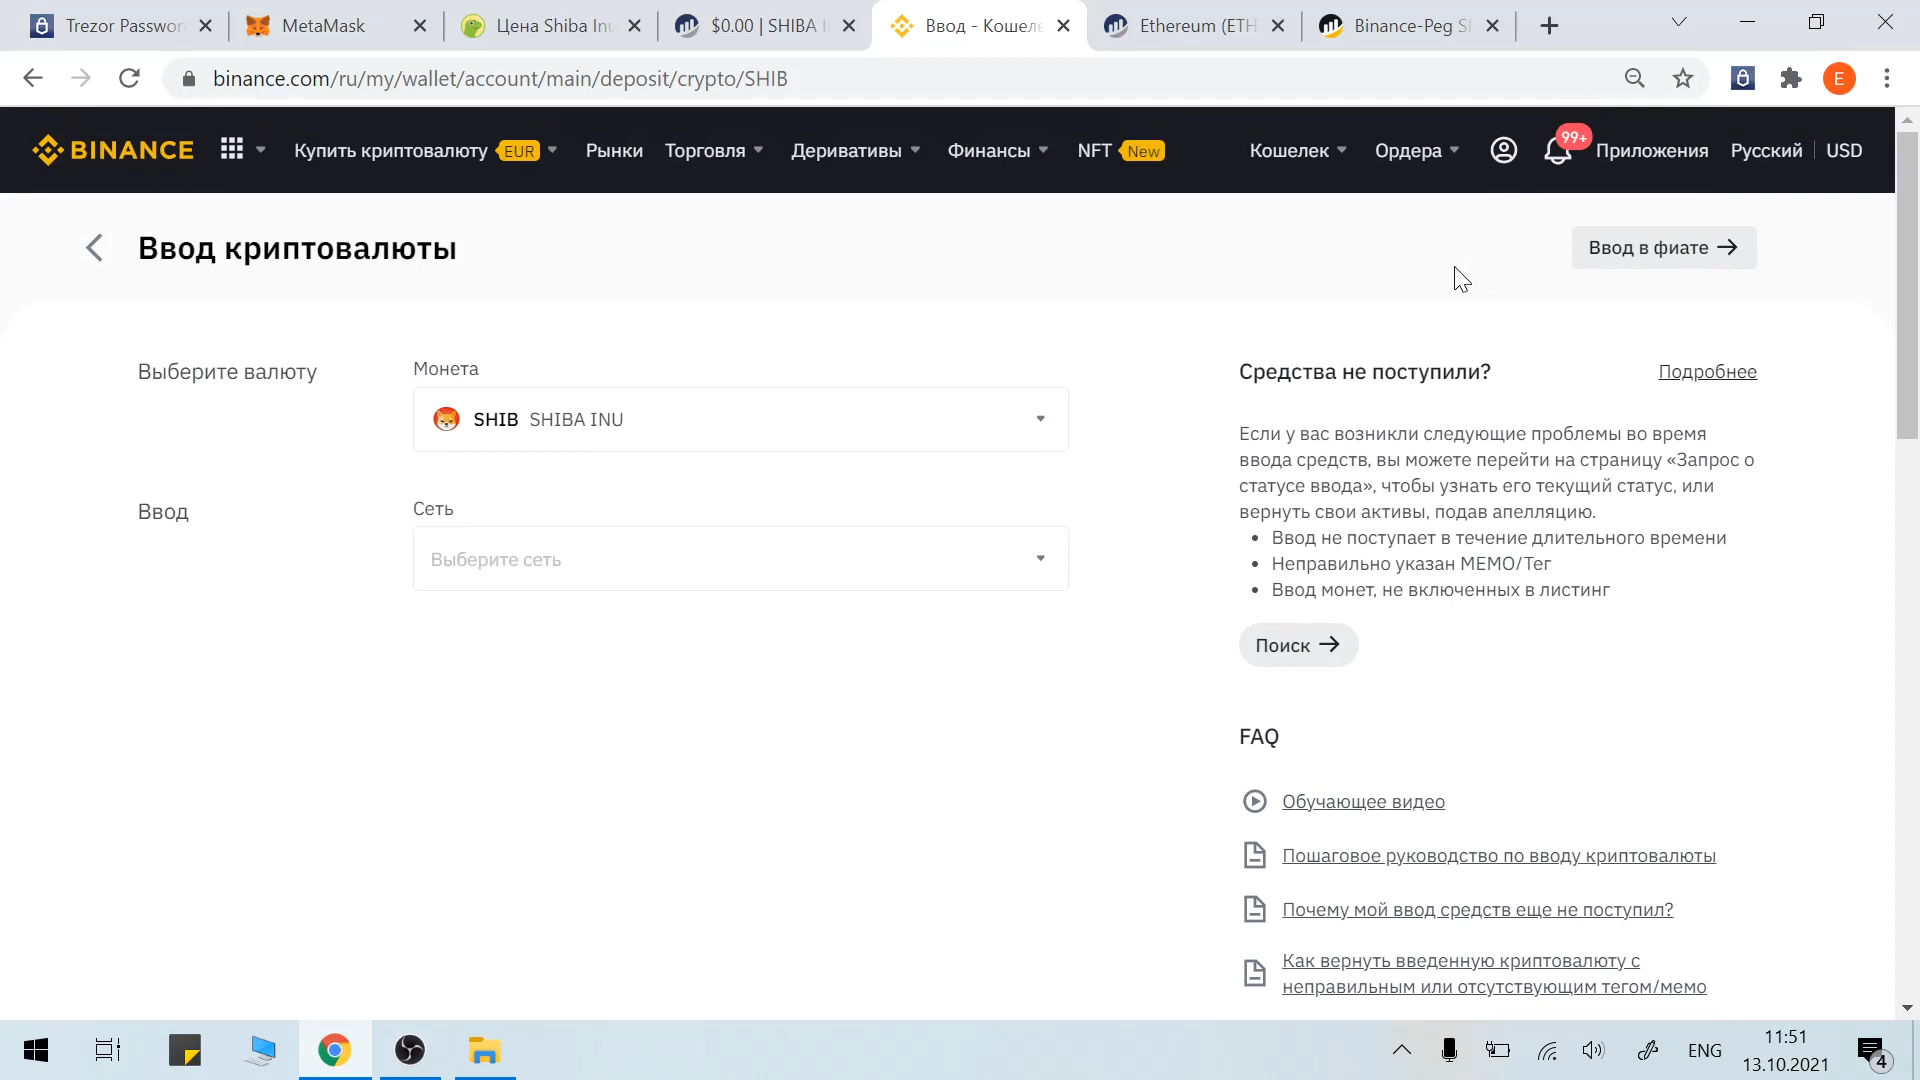 Trezor Passwor
MetaMask
Цена Shiba Inu
$0.00 | SHIBA I
Ввод - Кошеле
Ethereum (ETH
Binance-Peg SH
binance.com/ru/my/wallet/account/main/deposit/crypto/SHIB
E
BINANCE
Купить криптовалюту EUR
Рынки
Торговля
Деривативы
Финансы
NFT New
Кошелек
Ордера
99+
Приложения
Русский
USD
Ввод криптовалюты
Ввод в фиате
Выберите валюту
Монета
SHIB SHIBA INU
Ввод
Сеть
Выберите сеть
Средства не поступили?
Подробнее
Если у вас возникли следующие проблемы во время
ввода средств, вы можете перейти на страницу «Запрос о
статусе ввода», чтобы узнать его текущий статус, или
вернуть свои активы, подав апелляцию.
• Ввод не поступает в течение длительного времени
• Неправильно указан МЕМО/Тег
• Ввод монет, не включенных в листинг
Поиск
FAQ
Обучающее видео
Пошаговое руководство по вводу криптовалюты
Почему мой ввод средств еще не поступил?
Как вернуть введенную криптовалюту с
неправильным или отсутствующим тегом/мемо
ENG
11:51
13.10.2021
4